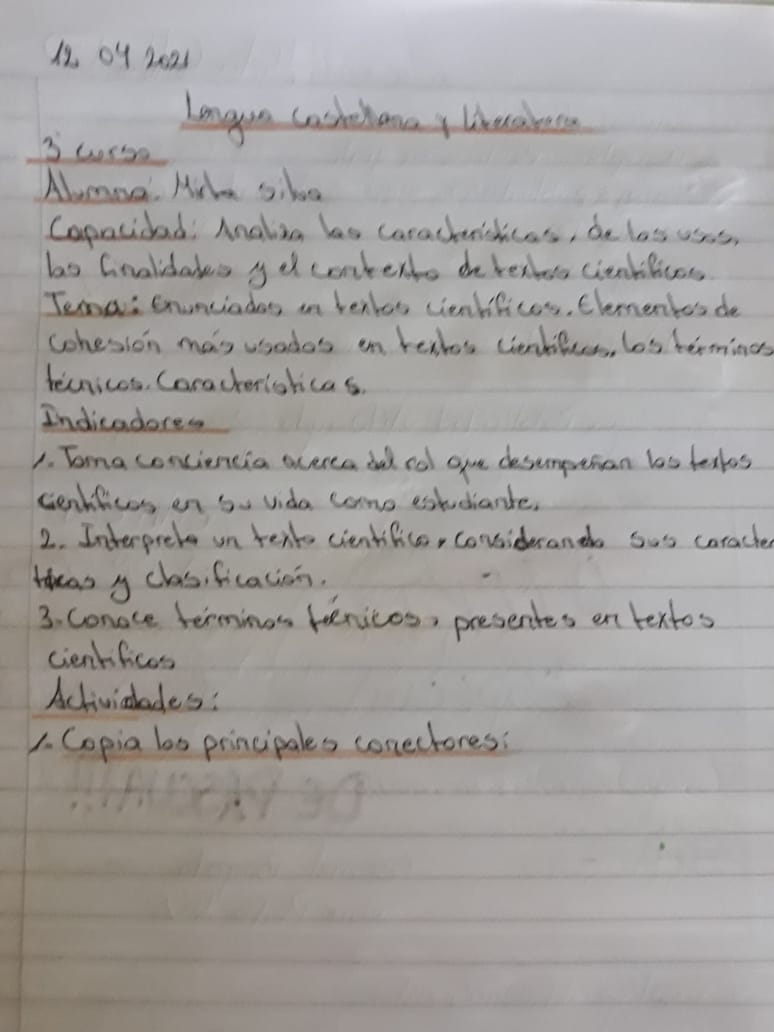 12 04 2021
Lengua Castellana y Literatura
3 curso
Alumna: Mirta Silva
Capacidad: Analiza las características, de los usos,
las finalidades y el contexto de textos científicos
Tema: Enunciados en textos científicos. Elementos de
cohesión más usados en textos científicos, los términos
técnicos. Características.
Indicadores
1. Toma conciencia acerca del rol que desempeñan los textos
científicos en su vida como estudiante.
2. Interpreta un texto científico, considerando sus caracter
ticas y clasificación.
3. Conoce términos técnicos, presentes en textos
científicos
Actividades:
1. Copia los principales conectores:
DE PASCUA!!!